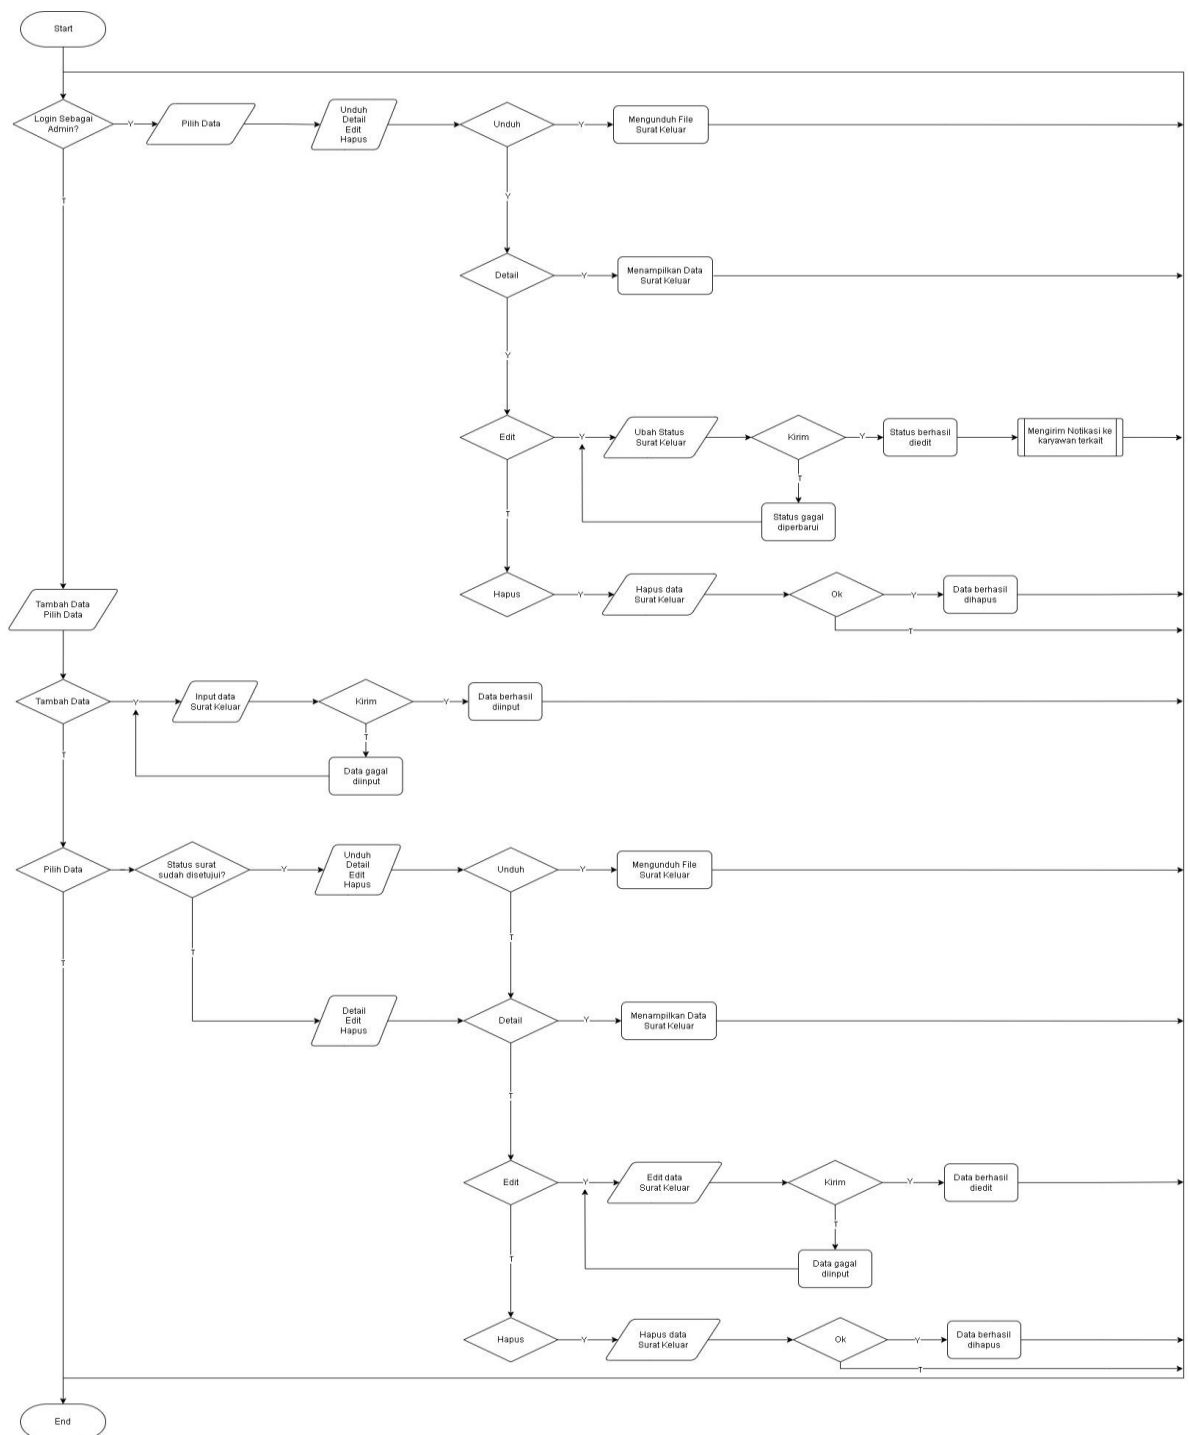 Start
Login Sebagai
Admin?
Y
Pilih Data
Unduh
Detail
Edit
Hapus
Unduh
Y
Mengunduh File
Surat Keluar
T
Y
Detail
Y
Menampilkan Data
Surat Keluar
Y
Edit
Y
Ubah Status
Surat Keluar
Kirim
Y
Status berhasil
diedit
Mengirim Notikasi ke
karyawan terkait
T
T
Status gagal
diperbarui
Hapus
Y
Hapus data
Surat Keluar
Ok
Y
Data berhasil
dihapus
T
Tambah Data
Pilih Data
Tambah Data
Y
Input data
Surat Keluar
Kirim
Y
Data berhasil
diinput
T
T
Data gagal
diinput
Pilih Data
Status surat
sudah disetujui?
Y
Unduh
Detail
Edit
Hapus
Unduh
Y
Mengunduh File
Surat Keluar
T
T
T
Detail
Edit
Hapus
Detail
Y
Menampilkan Data
Surat Keluar
T
Edit
Y
Edit data
Surat Keluar
Kirim
Y
Data berhasil
diedit
T
T
Data gagal
diinput
Hapus
Y
Hapus data
Surat Keluar
Ok
Y
Data berhasil
dihapus
T
End